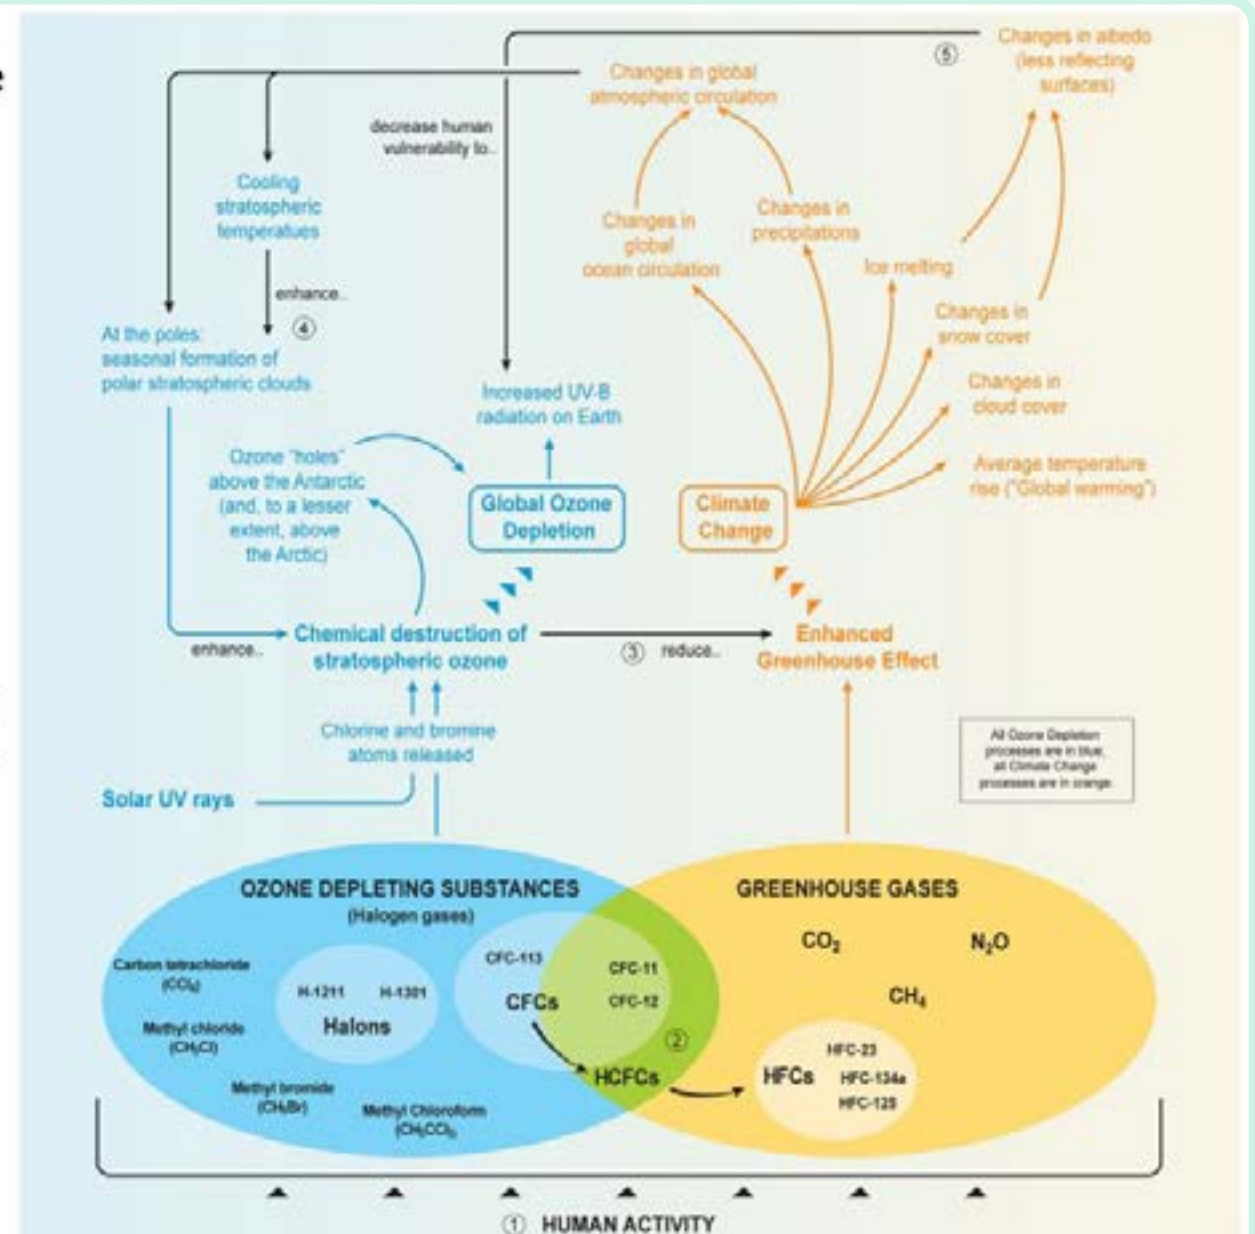 e
Changes in albedo
(less reflecting
surfaces)
⑤
Changes in global
atmospheric circulation
decrease human
vulnerability to..
Cooling
stratospheric
temperatues
enhance..
④
Changes in
global
ocean circulation
Changes in
precipitations
Ice melting
Changes in
snow cover
Changes in
cloud cover
Average temperature
rise ("Global warming")
At the poles:
seasonal formation of
polar stratospheric clouds
Increased UV-B
radiation on Earth
Ozone "holes"
above the Antarctic
(and, to a lesser
extent, above
the Arctic)
Global Ozone
Depletion
Climate
Change
enhance..
Chemical destruction of
stratospheric ozone
③ reduce..
Enhanced
Greenhouse Effect
Chlorine and bromine
atoms released
Solar UV rays
All Ozone Depletion
processes are in blue,
all Climate Change
processes are in orange.
OZONE DEPLETING SUBSTANCES
(Halogen gases)
GREENHOUSE GASES
Carbon tetrachloride
(CCl₄)
Methyl chloride
(CH₃Cl)
Methyl bromide
(CH₃Br)
Methyl Chloroform
H-1211 H-1301
Halons
CFC-113
CFCs
CFC-11
CFC-12
②
HCFCs
CO₂
N₂O
CH₄
HFC-23
HFCs HFC-134a
HFC-125
① HUMAN ACTIVITY